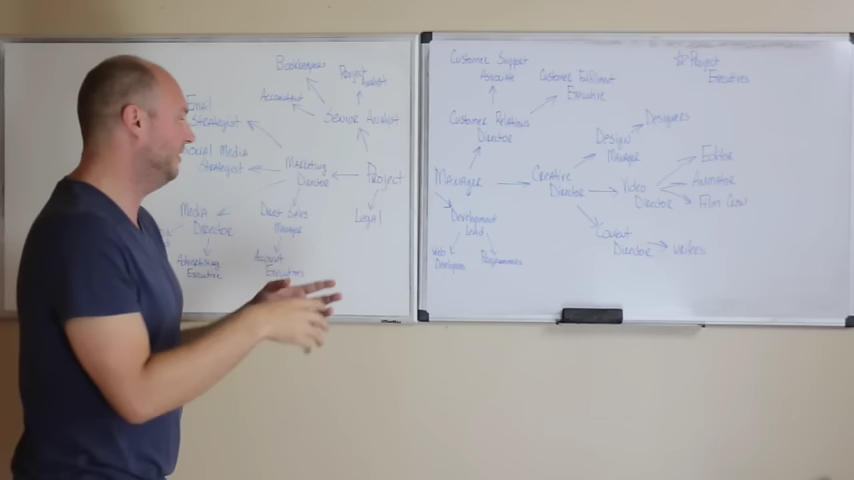 Bookkeepers
Project
Analyst
Accountant
Senior Analyst
Email
Strategist
Social Media
Strategist
Marketing
Director
Project
Media
Director
Direct Sales
Manager
Legal
Advertising
Executive
Account
Executives
Customer Support
Associate
Customer Fulfilment
Executive
Project
Executives
Customer Relations
Director
Designers
Design
Manager
Manager
Creative
Director
Video
Director
Editor
Animator
Film Crew
Development
Lead
Content
Director
Writers
Web
Developers
Programmers